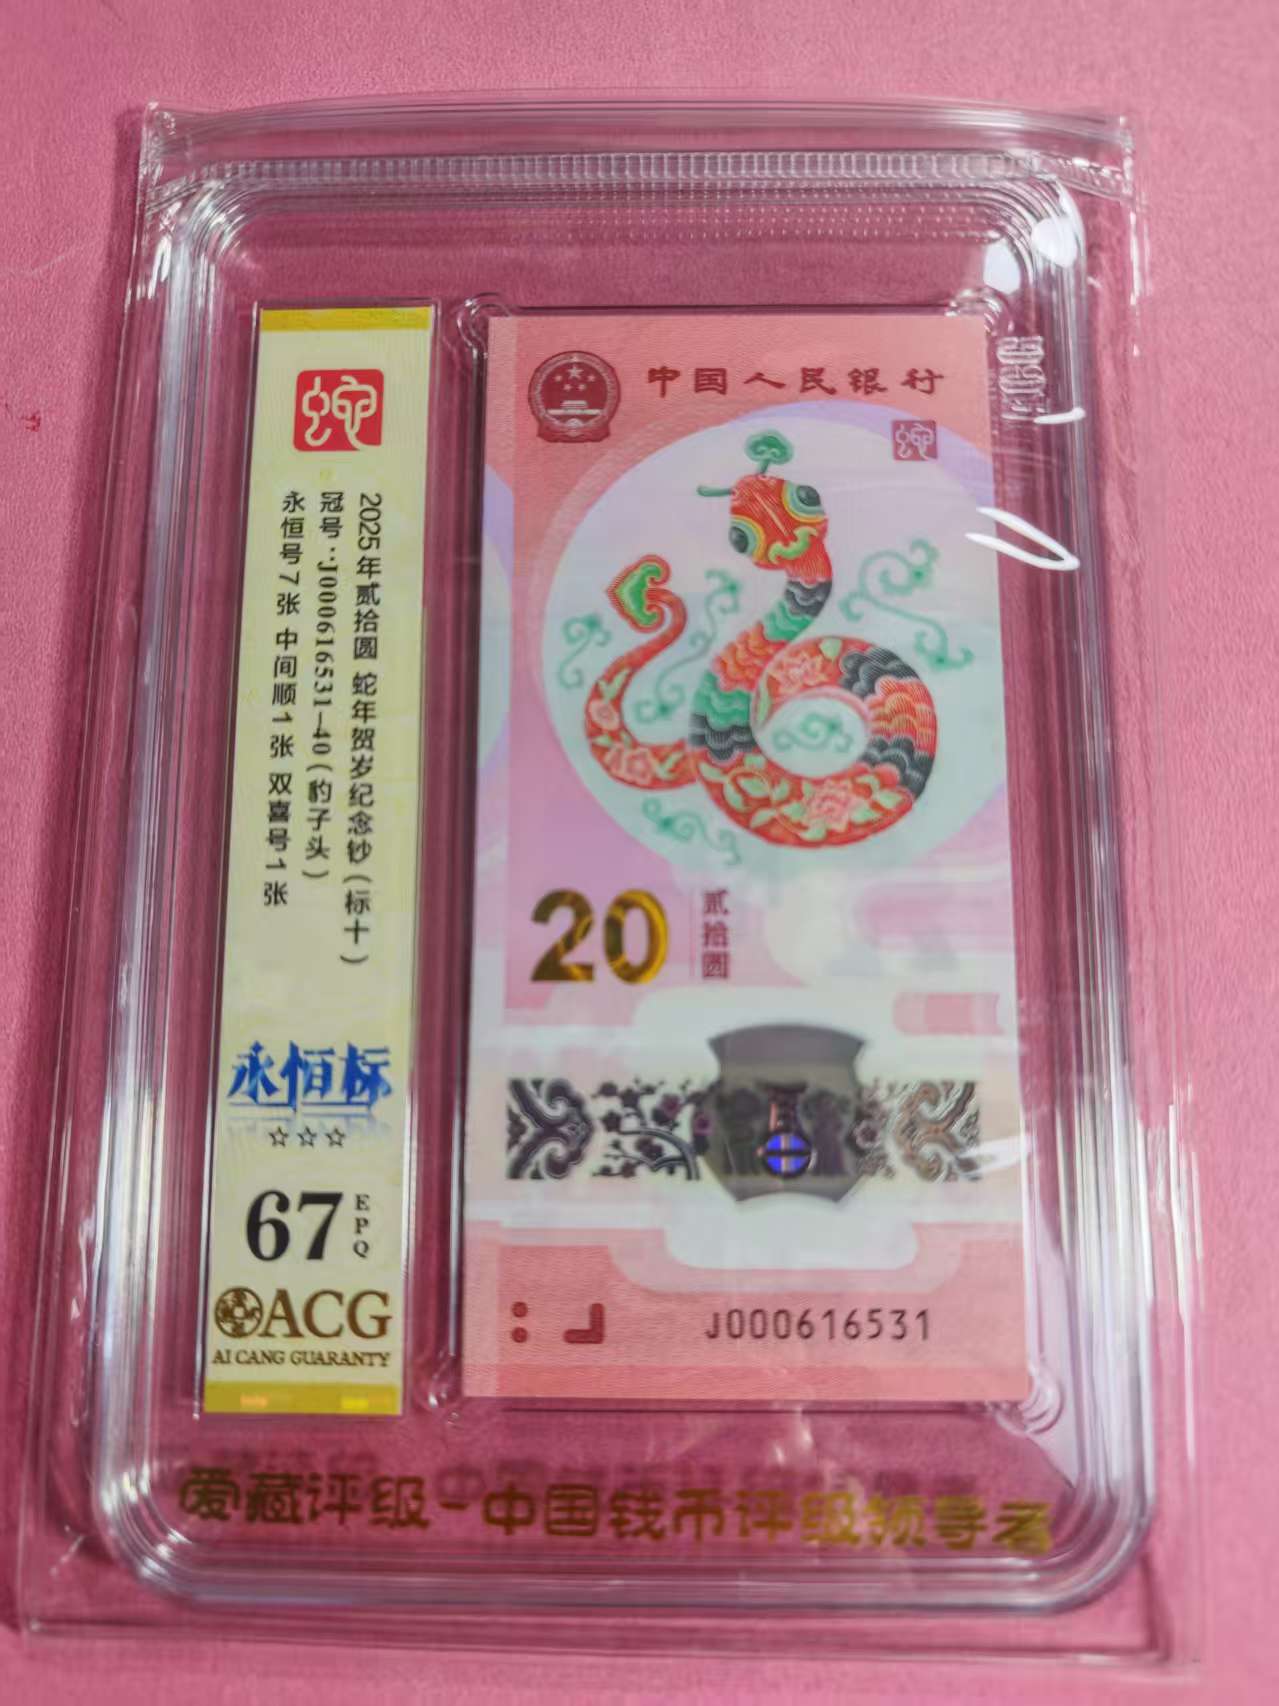 蛇
2025年贰拾圆 蛇年贺岁纪念钞(标十)
冠号:J000616531—40(豹子头)
永恒号7张 中间顺1张 双喜号1张
永恒标
☆☆☆
67 EPQ
ACG
AI CANG GUARANTY
中国人民银行
蛇
20 贰拾圆
J000616531
爱藏评级-中国钱币评级领导者